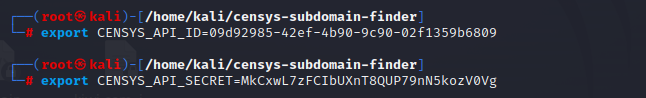 ┌──(root㉿kali)-[/home/kali/censys-subdomain-finder]
└─# export CENSYS_API_ID=09d92985-42ef-4b90-9c90-02f1359b6809
┌──(root㉿kali)-[/home/kali/censys-subdomain-finder]
└─# export CENSYS_API_SECRET=MkCxwL7zFCIbUXnT8QUP79nN5kozV0Vg